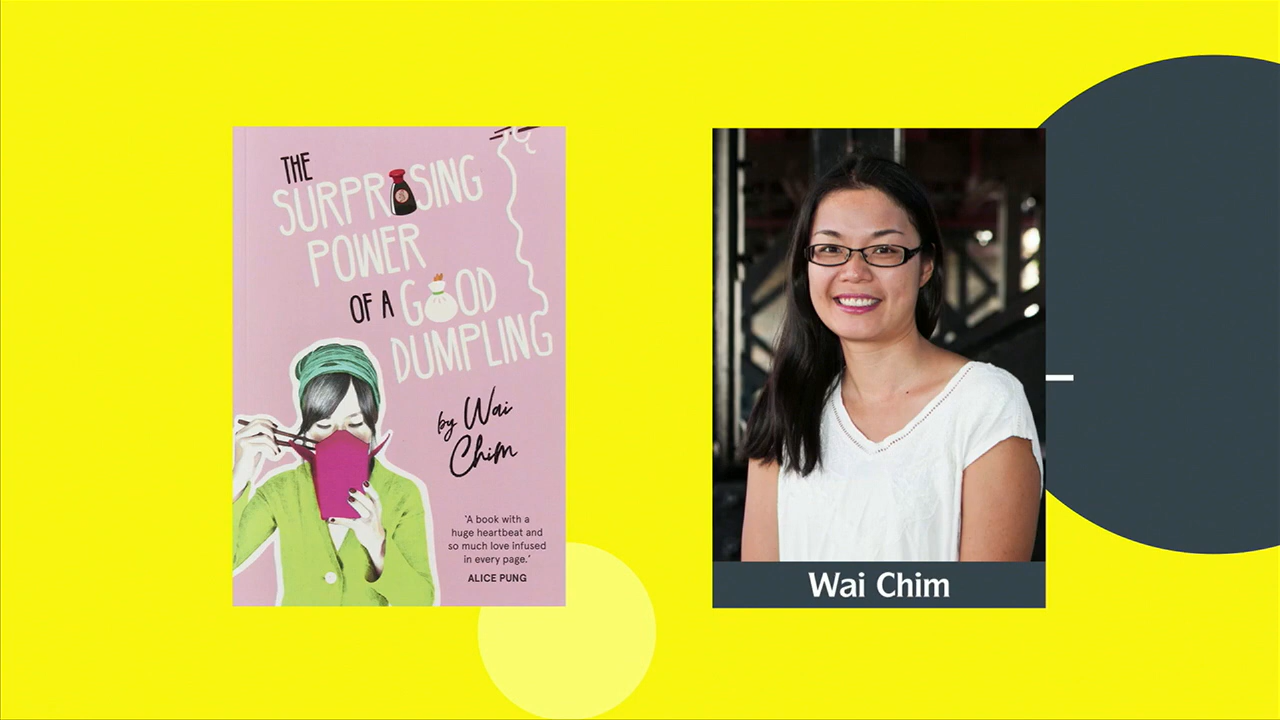 THE
SURPRISING
POWER
OF A GOOD
DUMPLING
by Wai
Chim
'A book with a
huge heartbeat and
so much love infused
in every page.'
ALICE PUNG
Wai Chim